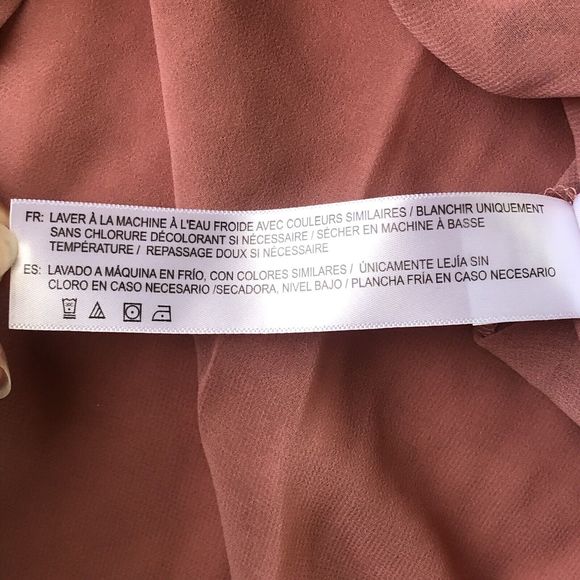 FR: LAVER À LA MACHINE À L'EAU FROIDE AVEC COULEURS SIMILAIRES / BLANCHIR UNIQUEMENT
SANS CHLORURE DÉCOLORANT SI NÉCESSAIRE / SÉCHER EN MACHINE À BASSE
TEMPÉRATURE / REPASSAGE DOUX SI NÉCESSAIRE
ES: LAVADO A MÁQUINA EN FRÍO, CON COLORES SIMILARES / ÚNICAMENTE LEJÍA SIN
CLORO EN CASO NECESARIO /SECADORA, NIVEL BAJO / PLANCHA FRÍA EN CASO NECESARIO